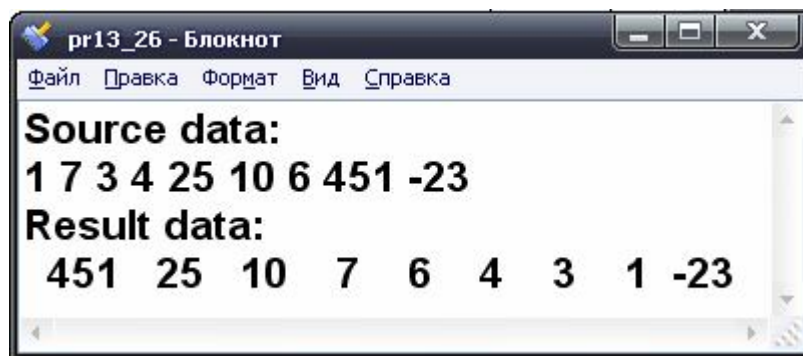 pr13_26 - Блокнот
Файл Правка Формат Вид Справка
Source data:
1 7 3 4 25 10 6 451 -23
Result data:
451 25 10 7 6 4 3 1 -23